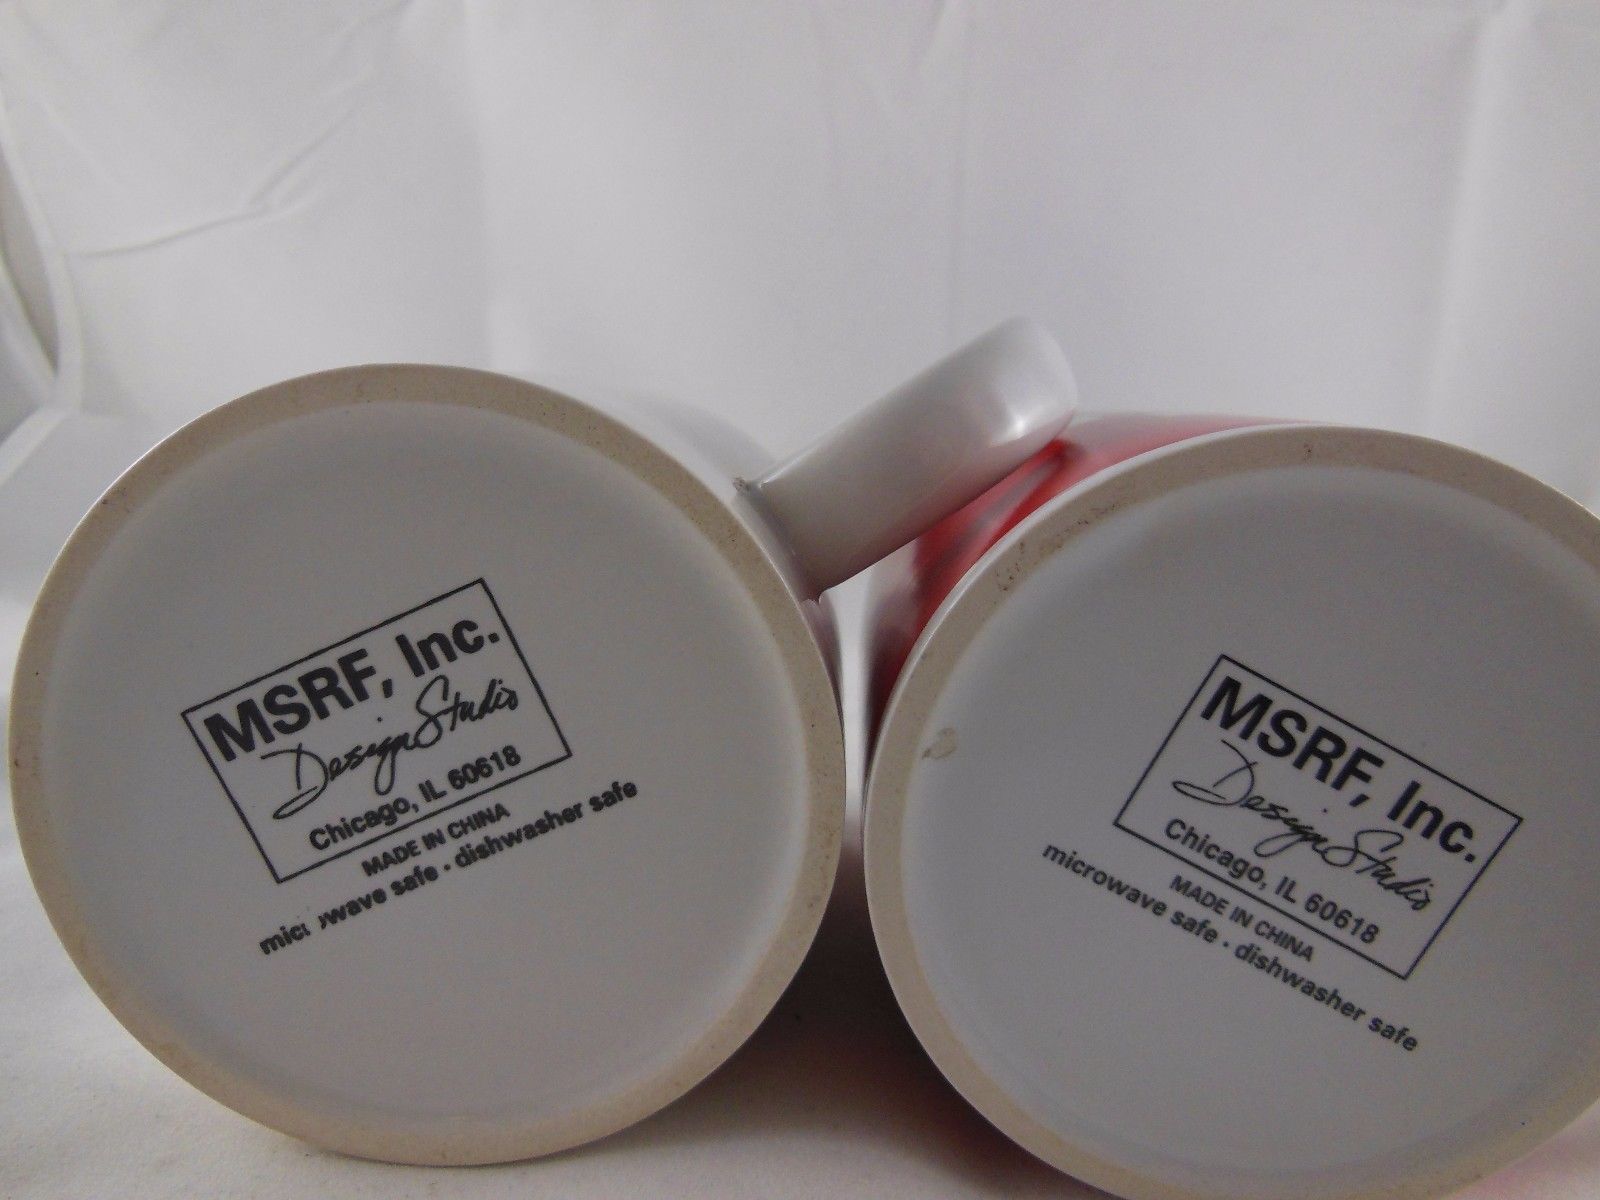 MSRF, Inc.
Design Studio
Chicago, IL 60618
MADE IN CHINA
mic wave safe · dishwasher safe
MSRF, Inc.
Design Studio
Chicago, IL 60618
MADE IN CHINA
microwave safe · dishwasher safe